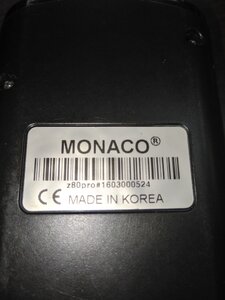 MONACO®
z80pro#1603000524
CE MADE IN KOREA